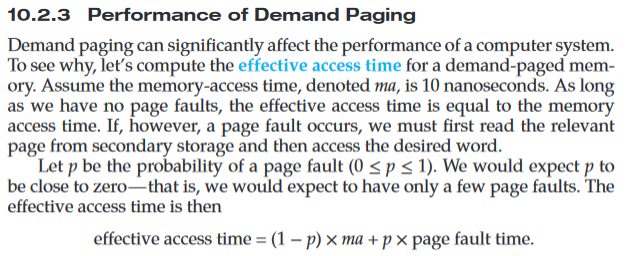 10.2.3 Performance of Demand Paging
Demand paging can significantly affect the performance of a computer system.
To see why, let's compute the effective access time for a demand-paged mem-
ory. Assume the memory-access time, denoted ma, is 10 nanoseconds. As long
as we have no page faults, the effective access time is equal to the memory
access time. If, however, a page fault occurs, we must first read the relevant
page from secondary storage and then access the desired word.
Let p be the probability of a page fault (0 ≤ p ≤ 1). We would expect p to
be close to zero—that is, we would expect to have only a few page faults. The
effective access time is then
effective access time = (1 − p) × ma + p × page fault time.